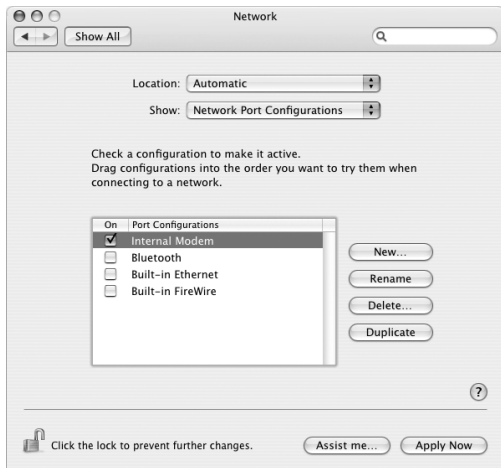 Network
Show All
Location: Automatic
Show: Network Port Configurations
Check a configuration to make it active.
Drag configurations into the order you want to try them when
connecting to a network.
On Port Configurations
Internal Modem
Bluetooth
Built-in Ethernet
Built-in FireWire
New...
Rename
Delete...
Duplicate
?
Click the lock to prevent further changes.
Assist me... Apply Now